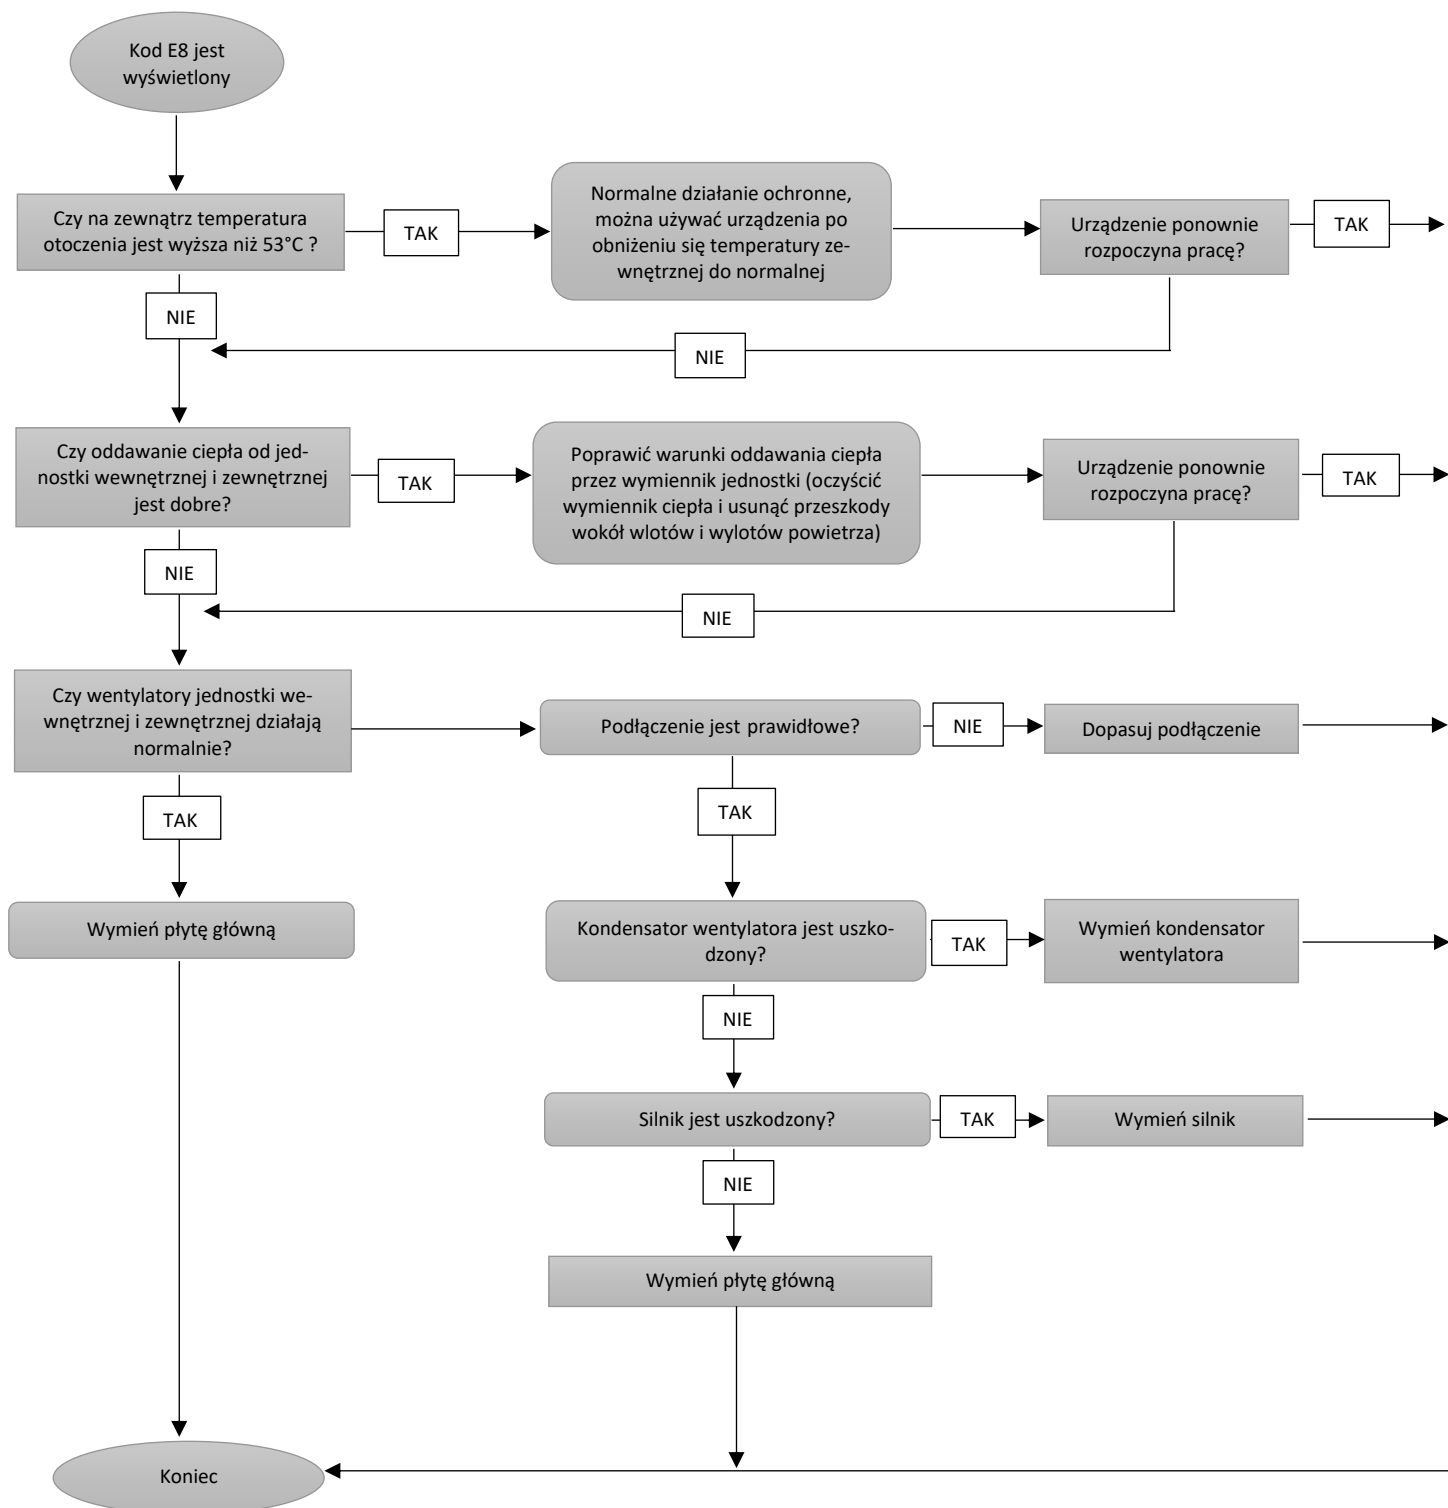 Kod E8 jest
wyświetlony
Czy na zewnątrz temperatura
otoczenia jest wyższa niż 53°C ?
TAK
Normalne działanie ochronne,
można używać urządzenia po
obniżeniu się temperatury ze-
wnętrznej do normalnej
Urządzenie ponownie
rozpoczyna pracę?
TAK
NIE
NIE
Czy oddawanie ciepła od jed-
nostki wewnętrznej i zewnętrznej
jest dobre?
TAK
Poprawić warunki oddawania ciepła
przez wymiennik jednostki (oczyścić
wymiennik ciepła i usunąć przeszkody
wokół wlotów i wylotów powietrza)
Urządzenie ponownie
rozpoczyna pracę?
TAK
NIE
NIE
Czy wentylatory jednostki we-
wnętrznej i zewnętrznej działają
normalnie?
Podłączenie jest prawidłowe?
NIE
Dopasuj podłączenie
TAK
TAK
Wymień płytę główną
Kondensator wentylatora jest uszko-
dzony?
TAK
Wymień kondensator
wentylatora
NIE
Silnik jest uszkodzony?
TAK
Wymień silnik
NIE
Wymień płytę główną
Koniec